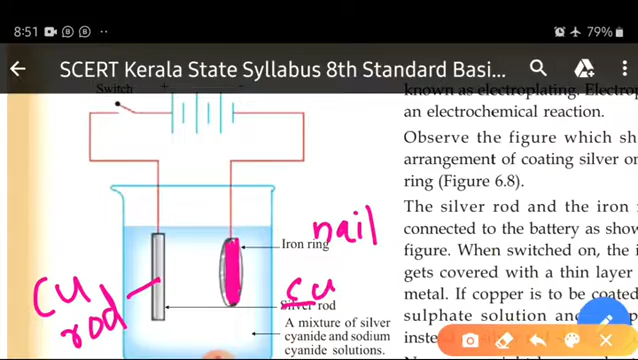 8:51
79%
SCERT Kerala State Syllabus 8th Standard Basi...
Switch
+ -
Iron ring
nail
Cu
rod
Cu
Silver rod
A mixture of silver
cyanide and sodium
cyanide solutions.
known as electroplating. Electrop
an electrochemical reaction.
Observe the figure which sh
arrangement of coating silver on
ring (Figure 6.8).
The silver rod and the iron
connected to the battery as show
figure. When switched on, the i
gets covered with a thin layer
metal. If copper is to be coated
sulphate solution and
instead